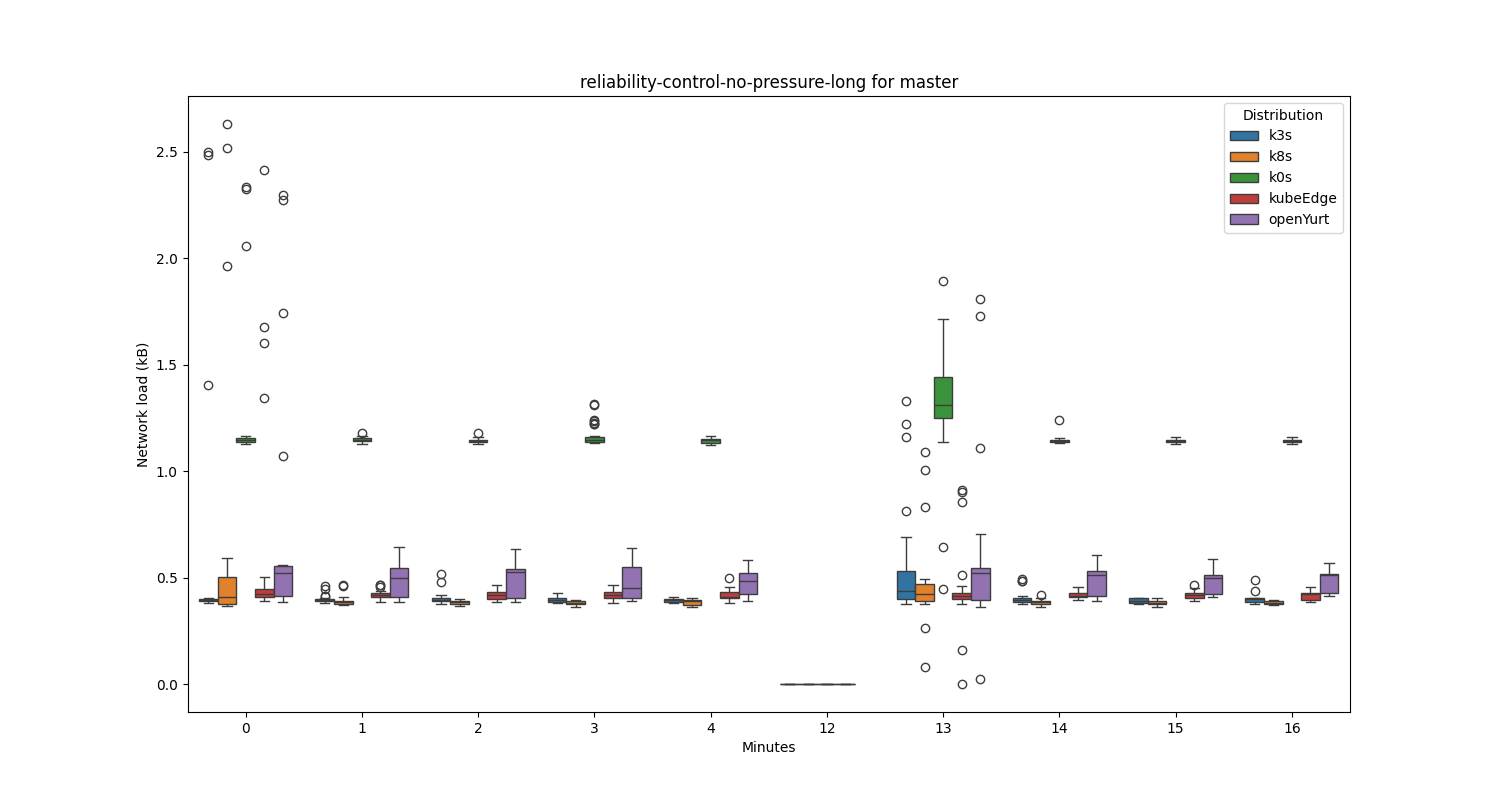 reliability-control-no-pressure-long for master
Distribution
k3s
k8s
k0s
kubeEdge
openYurt
Network load (kB)
2.5
2.0
1.5
1.0
0.5
0.0
0 1 2 3 4 12 13 14 15 16
Minutes